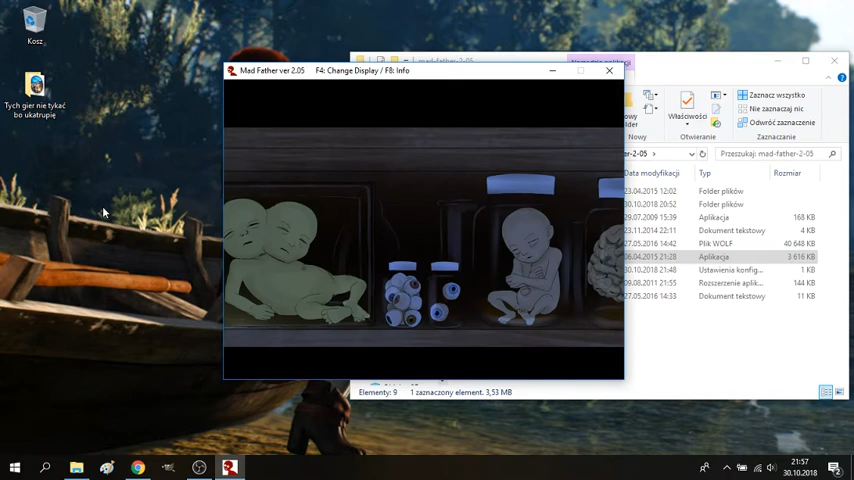 Kosz
Tych gier nie tykać
bo ukatrupię
Mad Father ver 2.05 F4: Change Display / F8: Info
mad-father-2-05
Właściwości
Zaznacz wszystko
Nie zaznaczaj nic
Odwróć zaznaczenie
Nowy
Otwieranie
Zaznaczanie
Przeszukaj: mad-father-2-05
Data modyfikacji Typ Rozmiar
23.04.2015 12:02 Folder plików
30.10.2018 20:52 Folder plików
29.07.2009 15:39 Aplikacja 168 KB
23.11.2014 22:11 Dokument tekstowy 4 KB
27.05.2016 14:42 Plik WOLF 40 648 KB
06.04.2015 21:28 Aplikacja 3 616 KB
30.10.2018 21:48 Ustawienia konfig... 1 KB
09.08.2011 21:55 Rozszerzenie aplik... 144 KB
27.05.2016 14:33 Dokument tekstowy 11 KB
Elementy: 9 1 zaznaczony element. 3,53 MB
21:57
30.10.2018
2